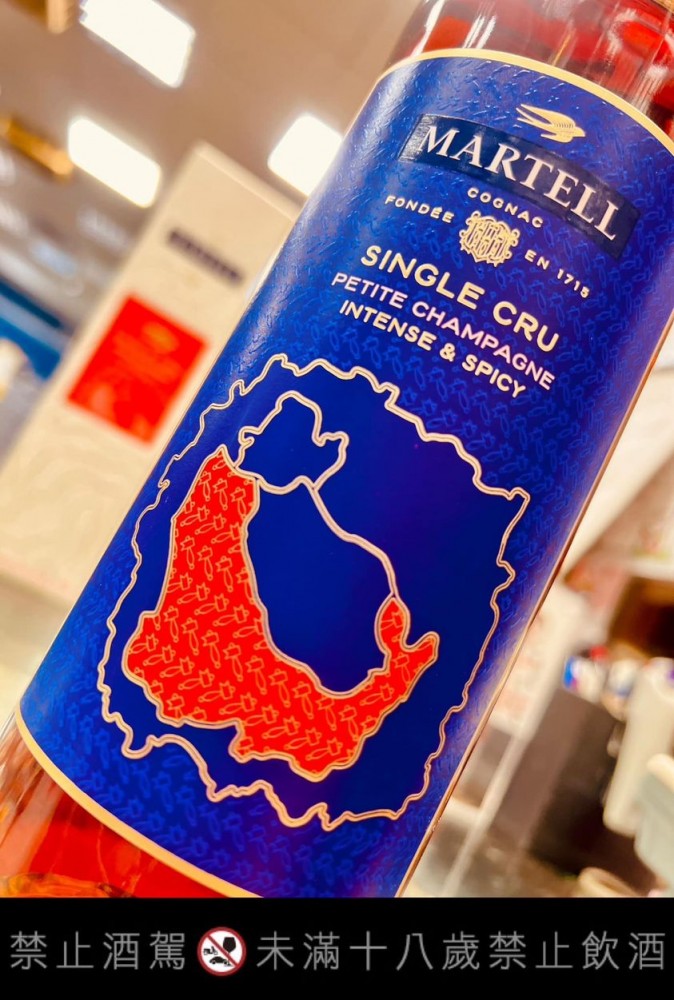 MARTELL
COGNAC
FONDÉE EN 1715
SINGLE CRU
PETITE CHAMPAGNE
INTENSE & SPICY
禁止酒駕 未滿十八歲禁止飲酒